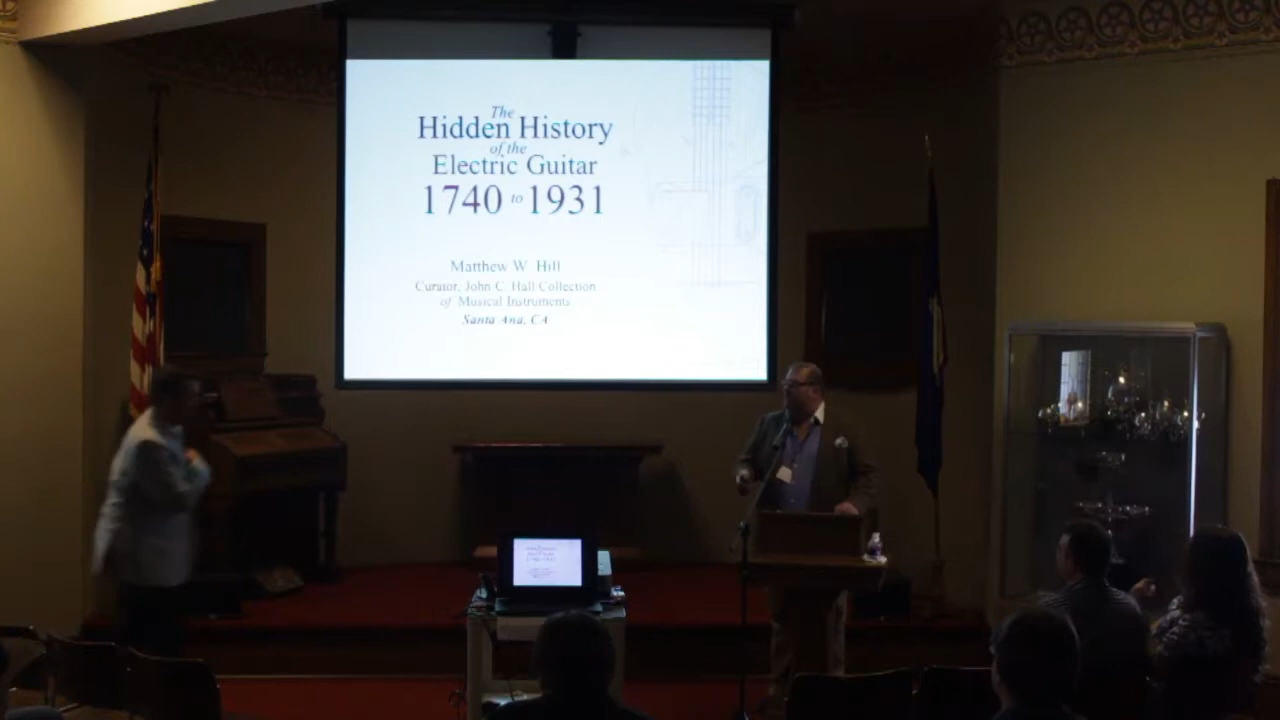 The
Hidden History
of the
Electric Guitar
1740 to 1931
Matthew W. Hill
Curator, John C. Hall Collection
of Musical Instruments
Santa Ana, CA